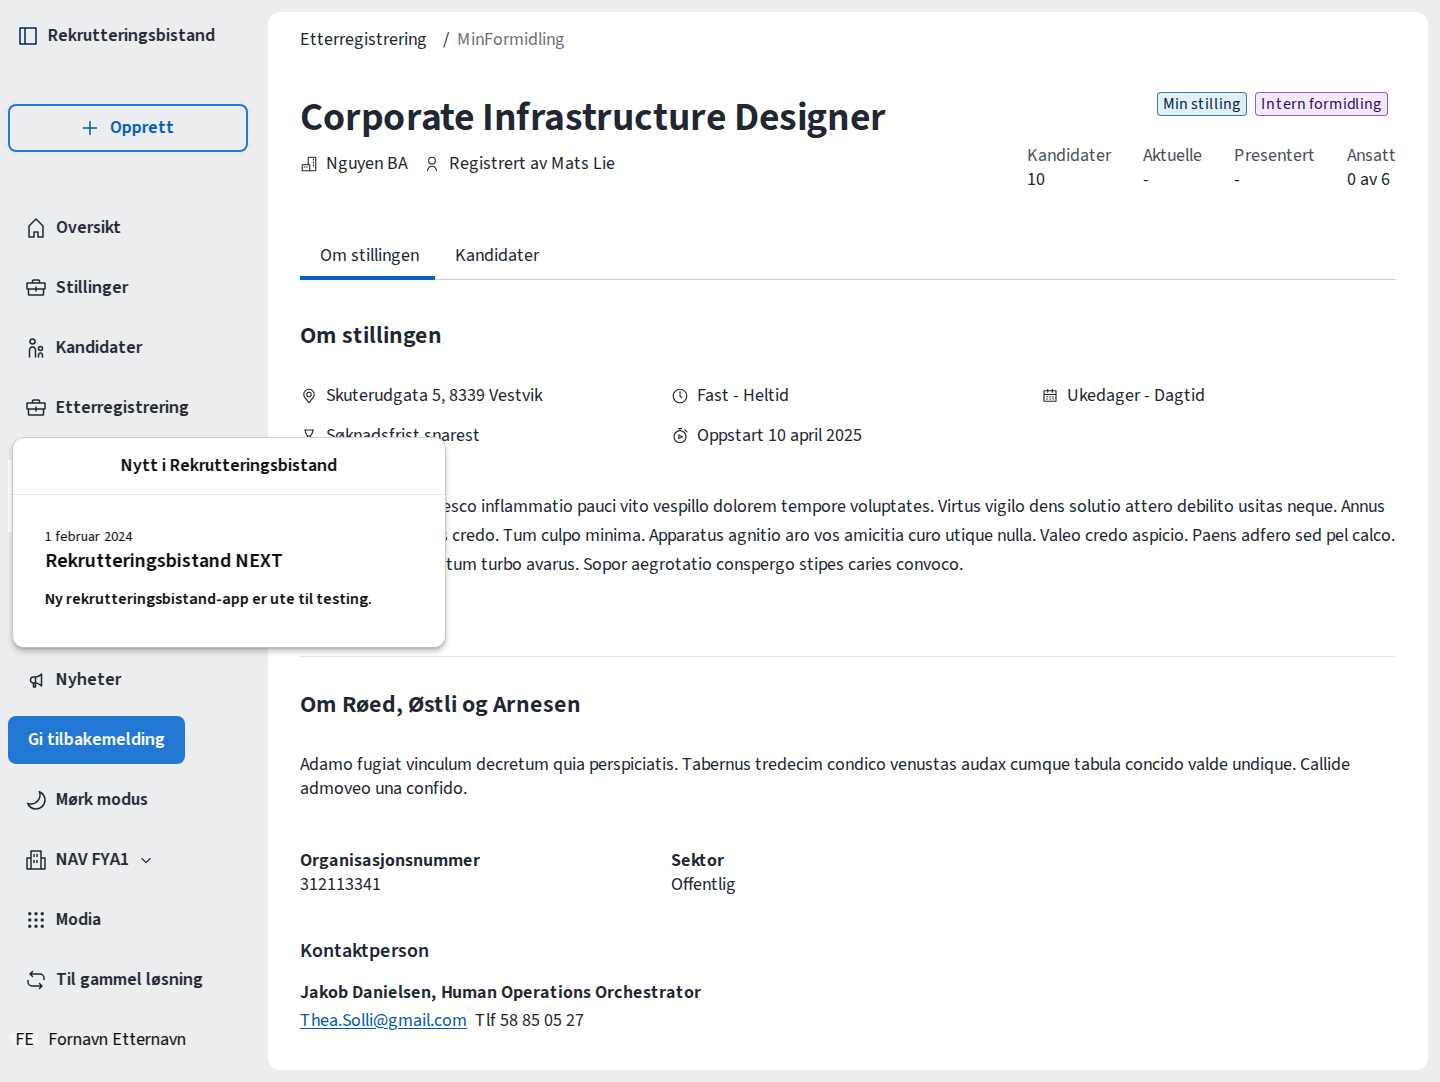 Rekrutteringsbistand
Opprett
Oversikt
Stillinger
Kandidater
Etterregistrering
Nytt i Rekrutteringsbistand
1 februar 2024
Rekrutteringsbistand NEXT
Ny rekrutteringsbistand-app er ute til testing.
Nyheter
Gi tilbakemelding
Mørk modus
NAV FYA1
Modia
Til gammel løsning
FE Fornavn Etternavn
Etterregistrering / MinFormidling
Corporate Infrastructure Designer
Min stilling Intern formidling
Nguyen BA Registrert av Mats Lie
Kandidater Aktuelle Presentert Ansatt
10 - - 0 av 6
Om stillingen Kandidater
Om stillingen
Skuterudgata 5, 8339 Vestvik Fast - Heltid Ukedager - Dagtid
Søknadsfrist snarest Oppstart 10 april 2025
inflammatio pauci vito vespillo dolorem tempore voluptates. Virtus vigilo dens solutio attero debilito usitas neque. Annus
credo. Tum culpo minima. Apparatus agnitio aro vos amicitia curo utique nulla. Valeo credo aspicio. Paens adfero sed pel calco.
turbo avarus. Sopor aegrotatio conspergo stipes caries convoco.
Om Røed, Østli og Arnesen
Adamo fugiat vinculum decretum quia perspiciatis. Tabernus tredecim condico venustas audax cumque tabula concido valde undique. Callide
admoveo una confido.
Organisasjonsnummer Sektor
312113341 Offentlig
Kontaktperson
Jakob Danielsen, Human Operations Orchestrator
Thea.Solli@gmail.com Tlf 58 85 05 27